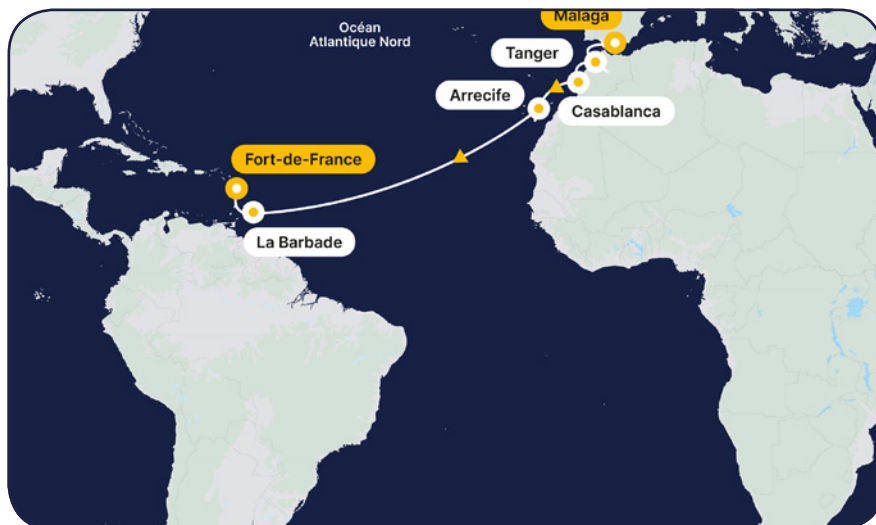 Océan
Atlantique Nord
Malaga
Tanger
Arrecife
Casablanca
Fort-de-France
La Barbade